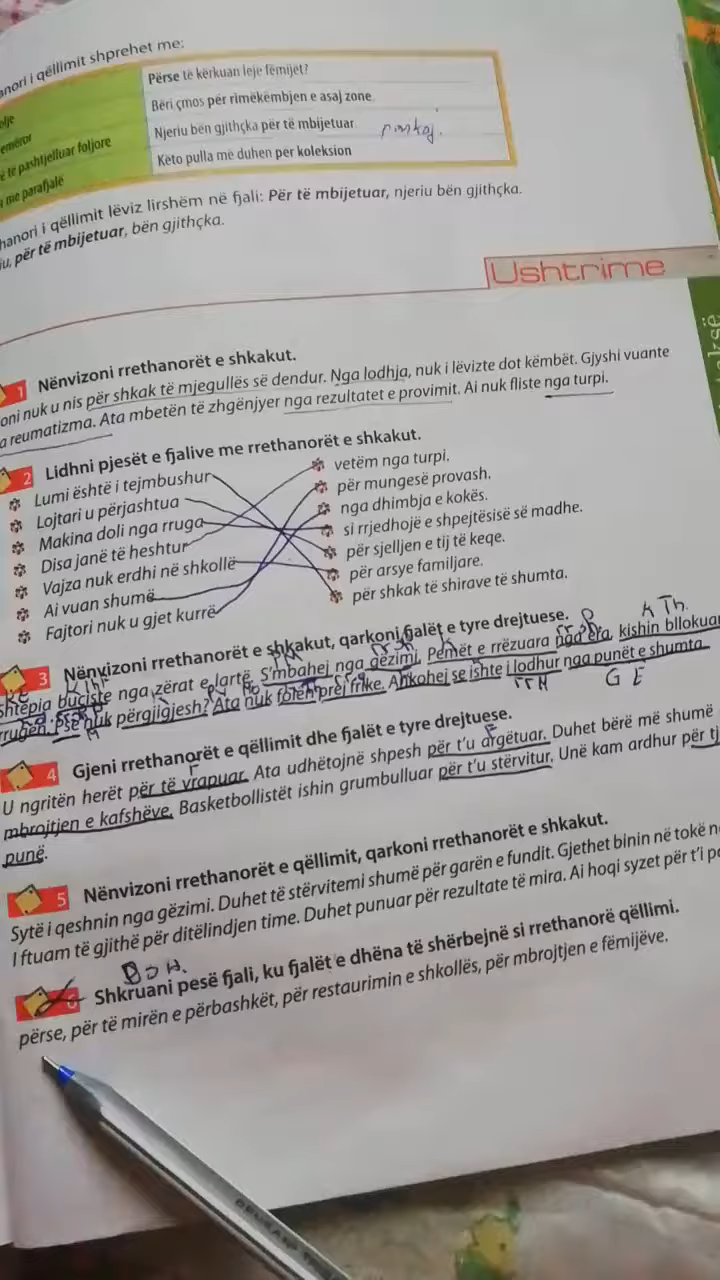 anori i qëllimit shprehet me:
olje
Përse të kërkuan leje fëmijët?
emëror
Bëri çmos për rimëkëmbjen e asaj zone
ë të pashtjelluar foljore
Njeriu bën gjithçka për të mbijetuar
me parafjalë
Këto pulla më duhen për koleksion
hanori i qëllimit lëviz lirshëm në fjali: Për të mbijetuar, njeriu bën gjithçka.
iu, për të mbijetuar, bën gjithçka.
Ushtrime
1 Nënvizoni rrethanorët e shkakut.
oni nuk u nis për shkak të mjegullës së dendur. Nga lodhja, nuk i lëvizte dot këmbët. Gjyshi vuante
a reumatizma. Ata mbetën të zhgënjyer nga rezultatet e provimit. Ai nuk fliste nga turpi.
2 Lidhni pjesët e fjalive me rrethanorët e shkakut.
Lumi është i tejmbushur
vetëm nga turpi.
Lojtari u përjashtua
për mungesë provash.
Makina doli nga rruga
nga dhimbja e kokës.
Disa janë të heshtur
si rrjedhojë e shpejtësisë së madhe.
Vajza nuk erdhi në shkollë
për sjelljen e tij të keqe.
Ai vuan shumë
për arsye familjare.
Fajtori nuk u gjet kurrë
për shkak të shirave të shumta.
3 Nënvizoni rrethanorët e shkakut, qarkoni fjalët e tyre drejtuese.
K Th.
shtëpia buciste nga zërat e lartë. S'mbahej nga gëzimi. Pemët e rrëzuara nga era, kishin bllokuar
rrugën. Pse nuk përgjigjesh? Ata nuk folën prej frike. Ankohej se ishte i lodhur nga punët e shumta
G E
4 Gjeni rrethanorët e qëllimit dhe fjalët e tyre drejtuese.
U ngritën herët për të vrapuar. Ata udhëtojnë shpesh për t'u argëtuar. Duhet bërë më shumë
mbrojtjen e kafshëve. Basketbollistët ishin grumbulluar për t'u stërvitur. Unë kam ardhur për tj
punë.
5 Nënvizoni rrethanorët e qëllimit, qarkoni rrethanorët e shkakut.
Sytë i qeshnin nga gëzimi. Duhet të stërvitemi shumë për garën e fundit. Gjethet binin në tokë n
I ftuam të gjithë për ditëlindjen time. Duhet punuar për rezultate të mira. Ai hoqi syzet për t'i p
6 Shkruani pesë fjali, ku fjalët e dhëna të shërbejnë si rrethanorë qëllimi.
përse, për të mirën e përbashkët, për restaurimin e shkollës, për mbrojtjen e fëmijëve.